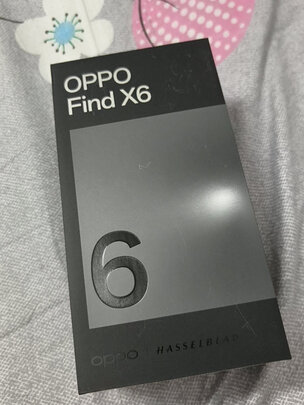 OPPO
Find X6
6
oppo | HASSELBLAD